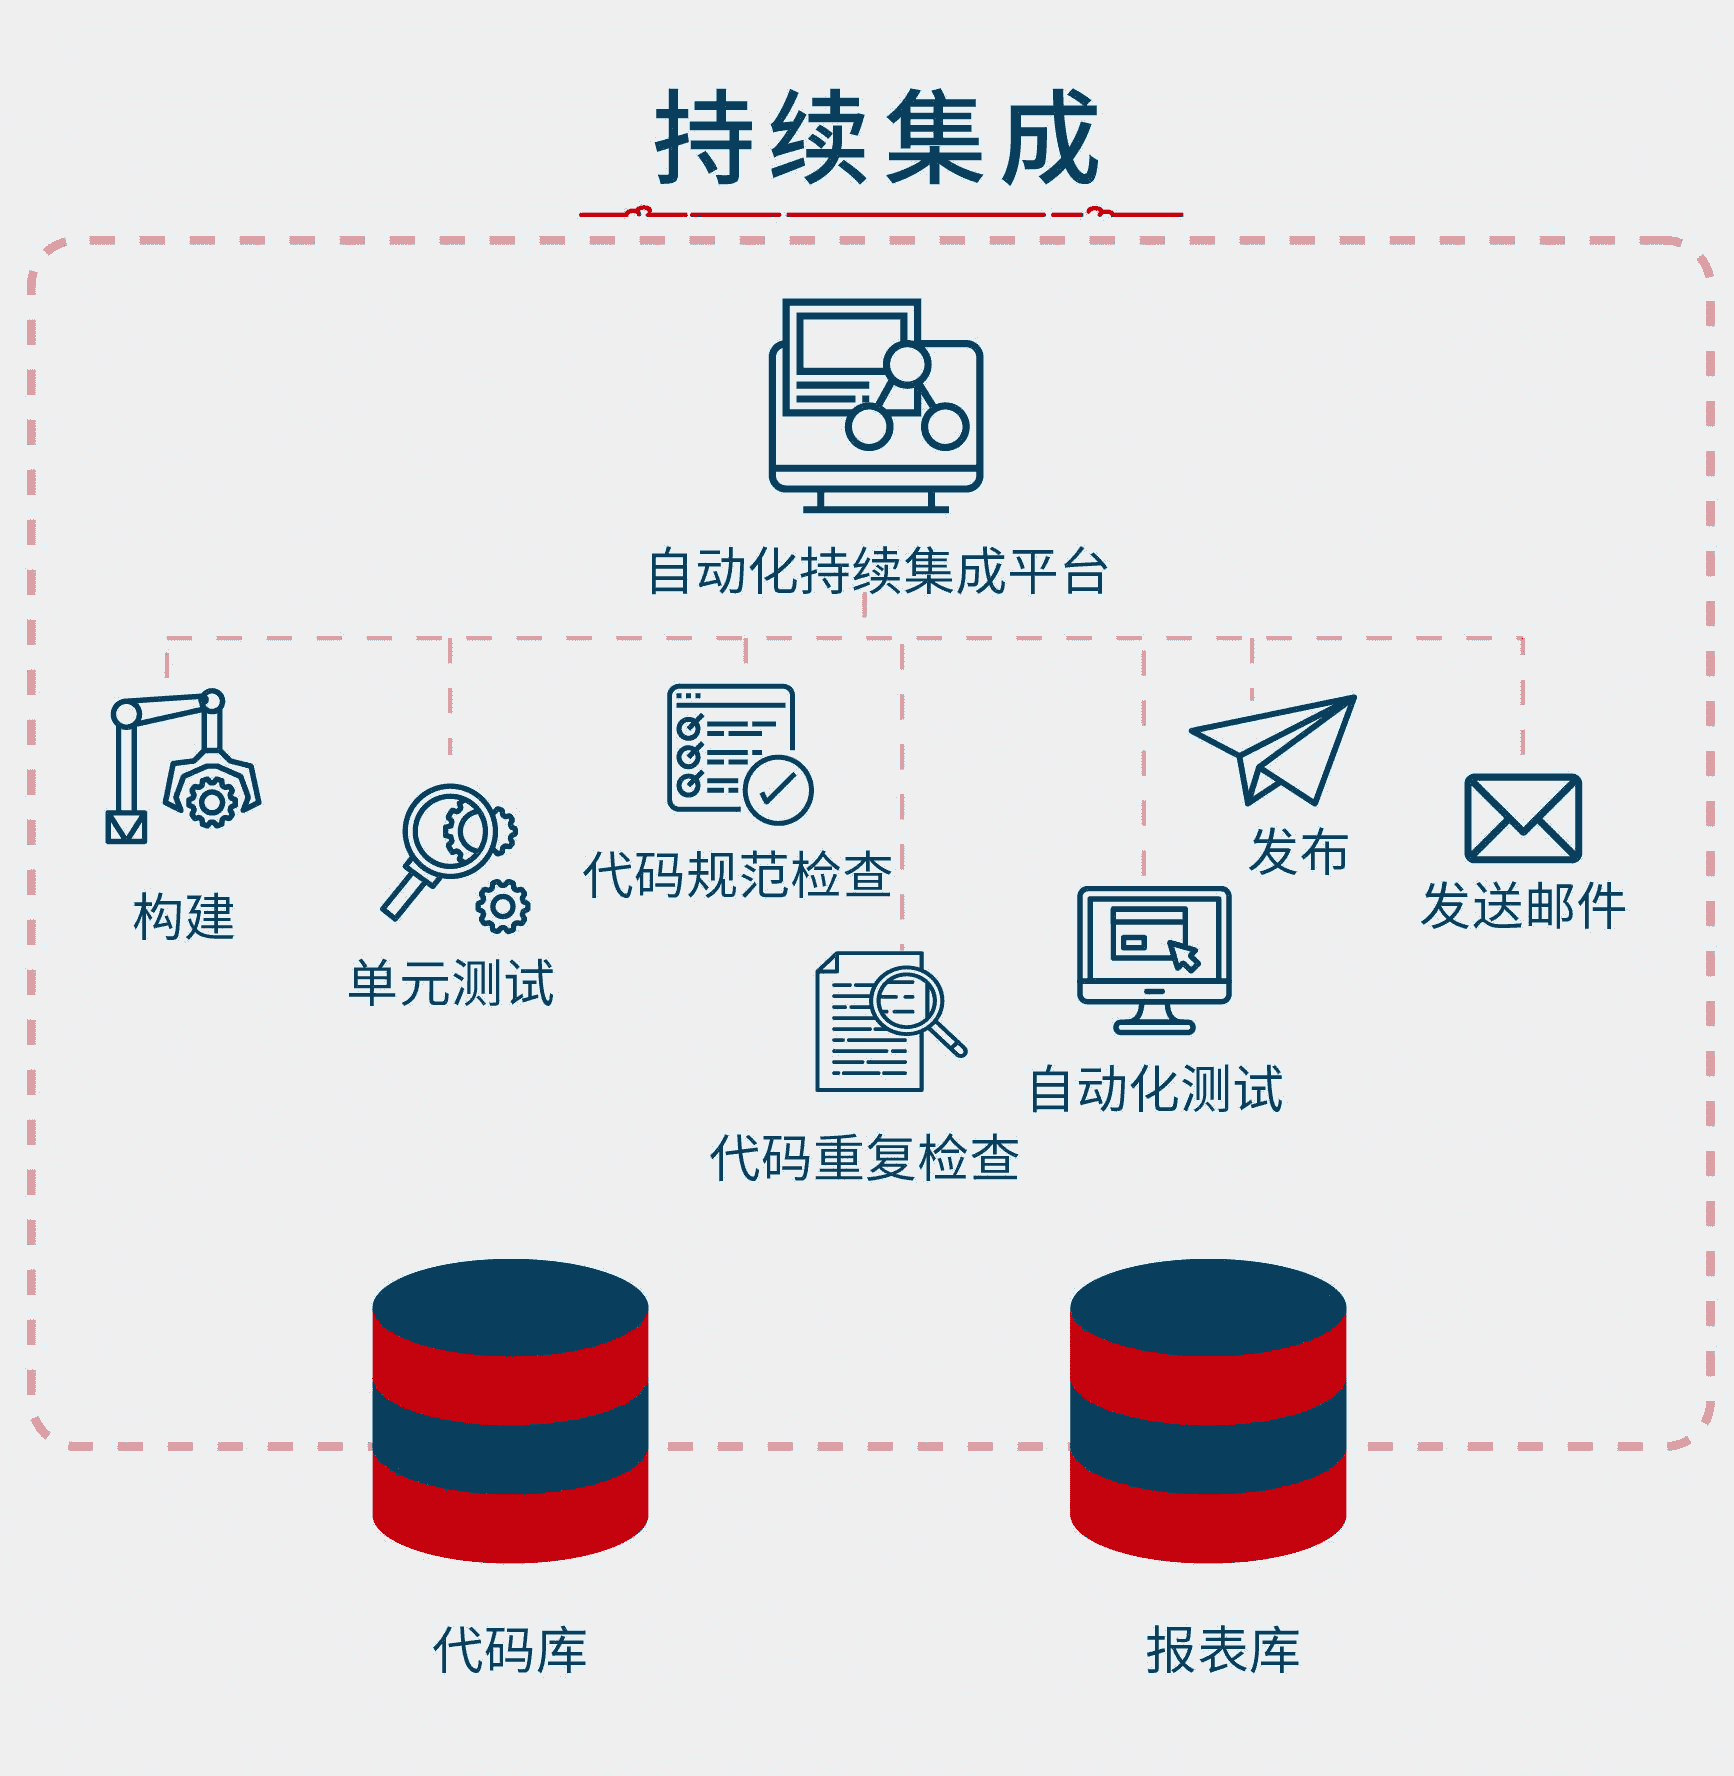 持续集成
自动化持续集成平台
构建
单元测试
代码规范检查
代码重复检查
自动化测试
发布
发送邮件
代码库
报表库